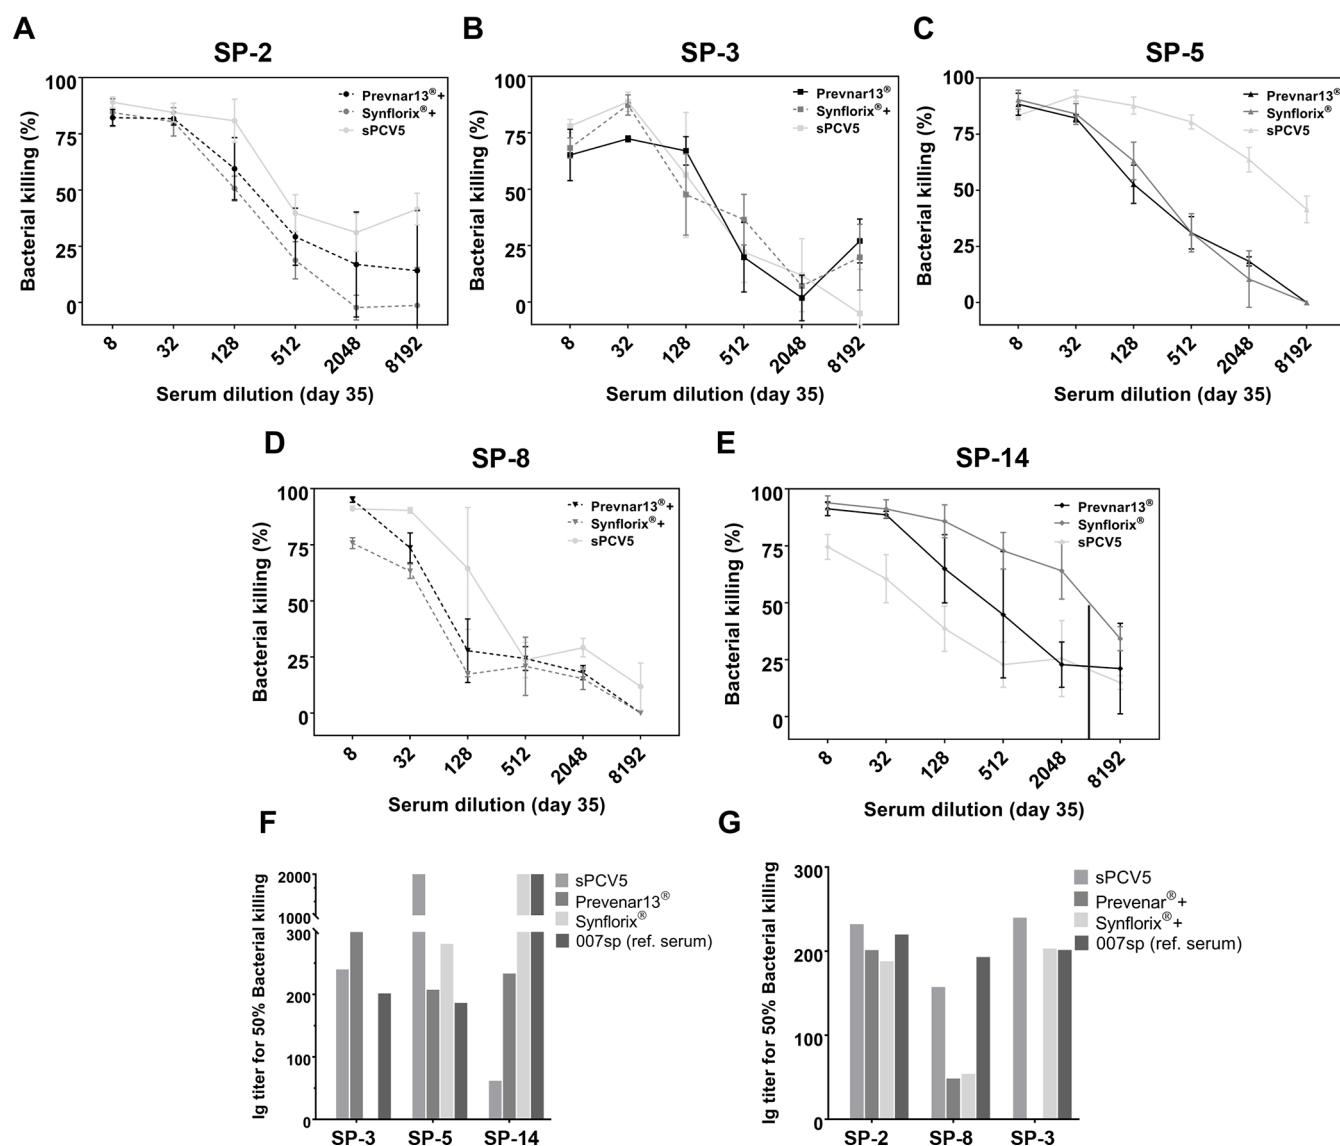 A
SP-2
Bacterial killing (%)
100
75
50
25
0
Prevnar13®+
Synflorix®+
sPCV5
8
32
128
512
2048
8192
Serum dilution (day 35)
B
SP-3
Bacterial killing (%)
100
75
50
25
0
Prevnar13®
Synflorix®+
sPCV5
8
32
128
512
2048
8192
Serum dilution (day 35)
C
SP-5
Bacterial killing (%)
100
75
50
25
0
Prevnar13®
Synflorix®
sPCV5
8
32
128
512
2048
8192
Serum dilution (day 35)
D
SP-8
Bacterial killing (%)
100
75
50
25
0
Prevnar13®+
Synflorix®+
sPCV5
8
32
128
512
2048
8192
Serum dilution (day 35)
E
SP-14
Bacterial killing (%)
100
75
50
25
0
Prevnar13®
Synflorix®
sPCV5
8
32
128
512
2048
8192
Serum dilution (day 35)
F
Ig titer for 50% Bacterial killing
2000
1000
300
200
100
0
sPCV5
Prevenar13®
Synflorix®
007sp (ref. serum)
SP-3
SP-5
SP-14
G
Ig titer for 50% Bacterial killing
300
200
100
0
sPCV5
Prevenar®+
Synflorix®+
007sp (ref. serum)
SP-2
SP-8
SP-3